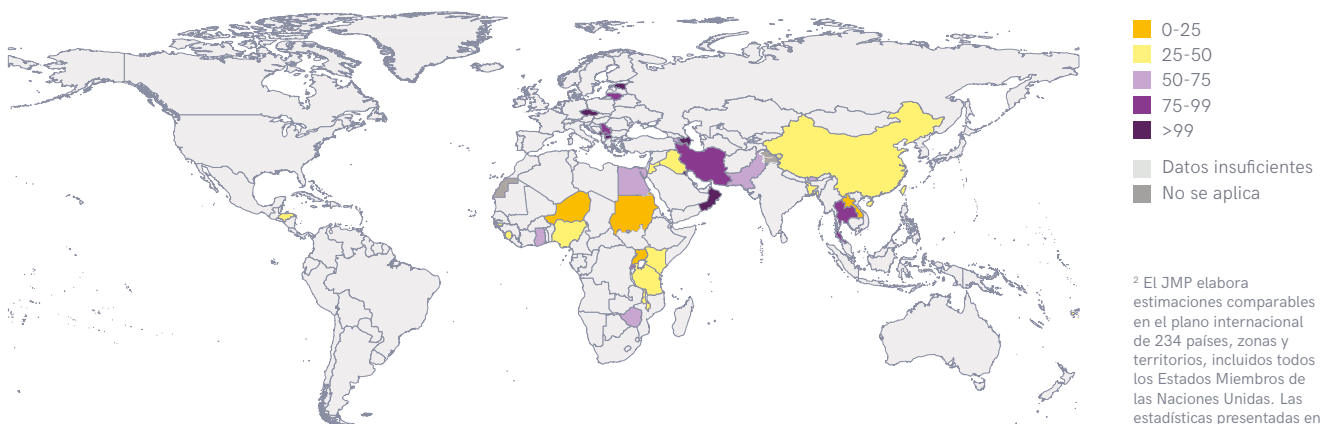 0-25
25-50
50-75
75-99
>99
Datos insuficientes
No se aplica
² El JMP elabora
estimaciones comparables
en el plano internacional
de 234 países, zonas y
territorios, incluidos todos
los Estados Miembros de
las Naciones Unidas. Las
estadísticas presentadas en